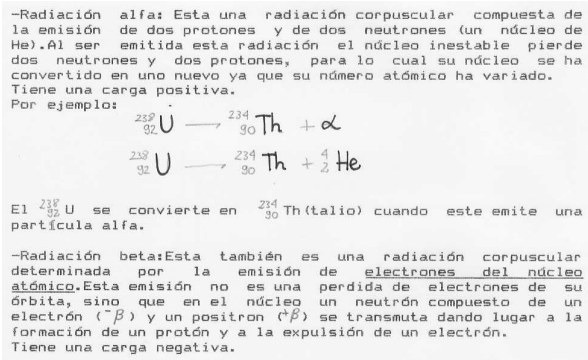 -Radiación alfa: Esta una radiación corpuscular compuesta de
la emisión de dos protones y de dos neutrones (un núcleo de
He).Al ser emitida esta radiación el núcleo inestable pierde
dos neutrones y dos protones, para lo cual su núcleo se ha
convertido en uno nuevo ya que su número atómico ha variado.
Tiene una carga positiva.
Por ejemplo:
²³⁸₉₂U → ²³⁴₉₀Th + α
²³⁸₉₂U → ²³⁴₉₀Th + ⁴₂He
El ²³⁸₉₂U se convierte en ²³⁴₉₀Th(talio) cuando este emite una
partícula alfa.
-Radiación beta:Esta también es una radiación corpuscular
determinada por la emisión de electrones del núcleo
atómico.Esta emisión no es una perdida de electrones de su
órbita, sino que en el núcleo un neutrón compuesto de un
electrón (⁻β) y un positron (⁺β) se transmuta dando lugar a la
formación de un protón y a la expulsión de un electrón.
Tiene una carga negativa.